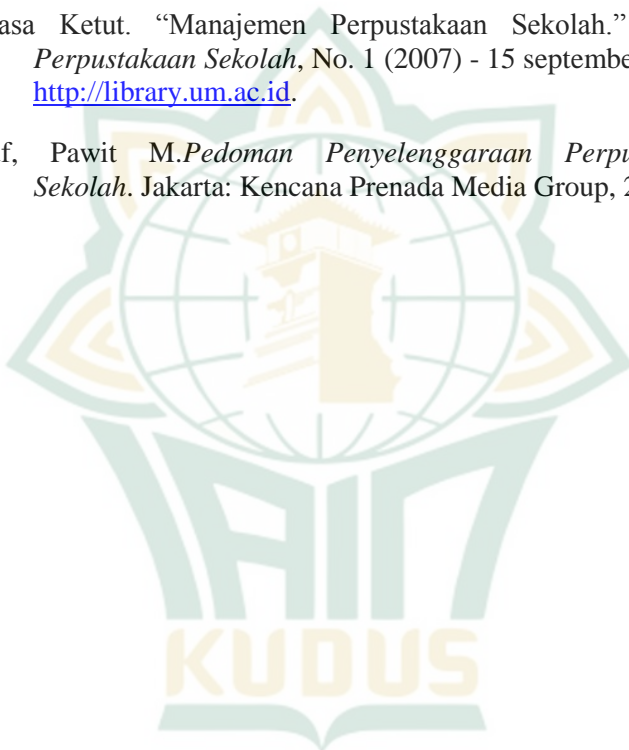 asa Ketut. “Manajemen Perpustakaan Sekolah.”
Perpustakaan Sekolah, No. 1 (2007) - 15 septembe
http://library.um.ac.id.
f, Pawit M.Pedoman Penyelenggaraan Perpu
Sekolah. Jakarta: Kencana Prenada Media Group, 2
IAIN
KUDUS